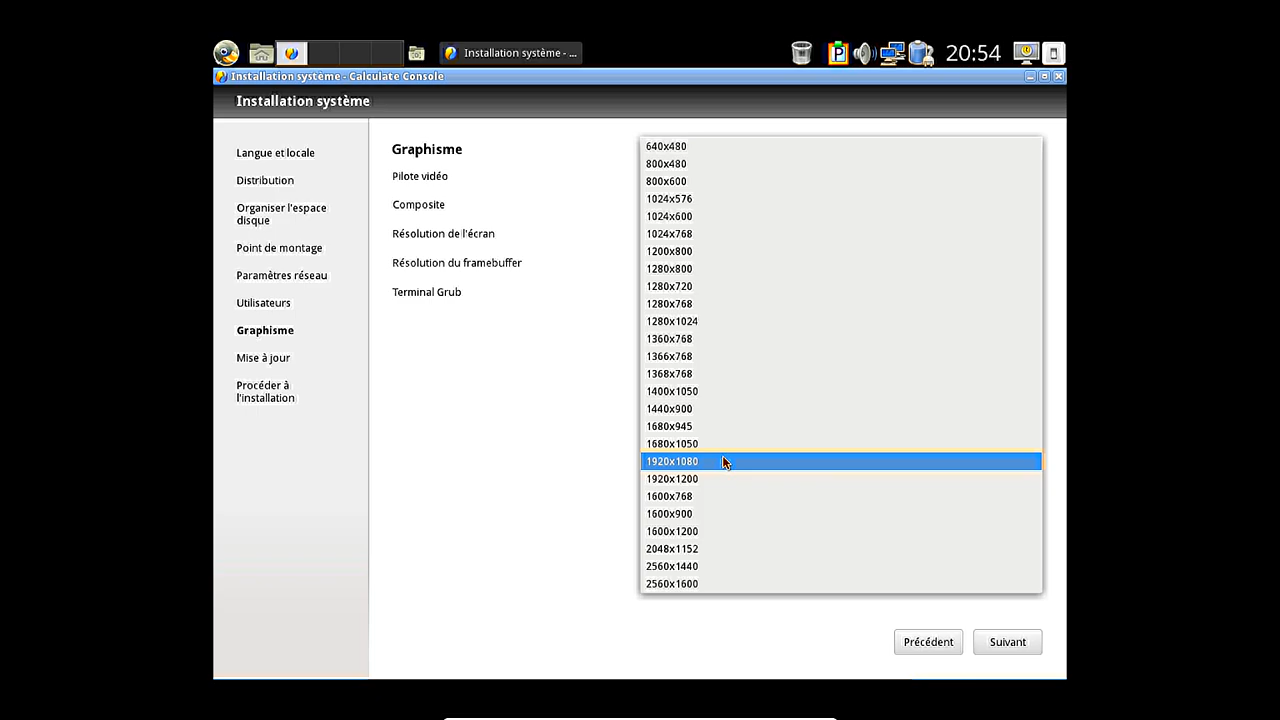 Installation système - ...
20:54
Installation système - Calculate Console
Installation système
Langue et locale
Distribution
Organiser l'espace
disque
Point de montage
Paramètres réseau
Utilisateurs
Graphisme
Mise à jour
Procéder à
l'installation
Graphisme
Pilote vidéo
Composite
Résolution de l'écran
Résolution du framebuffer
Terminal Grub
640x480
800x480
800x600
1024x576
1024x600
1024x768
1200x800
1280x800
1280x720
1280x768
1280x1024
1360x768
1366x768
1368x768
1400x1050
1440x900
1680x945
1680x1050
1920x1080
1920x1200
1600x768
1600x900
1600x1200
2048x1152
2560x1440
2560x1600
Précédent
Suivant